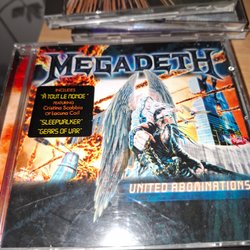 MEGADETH
INCLUDES
"À TOUT LE MONDE"
FEATURING
Cristina Scabbia
of Lacuna Coil
"SLEEPWALKER"
"GEARS OF WAR"
UNITED ABOMINATIONS